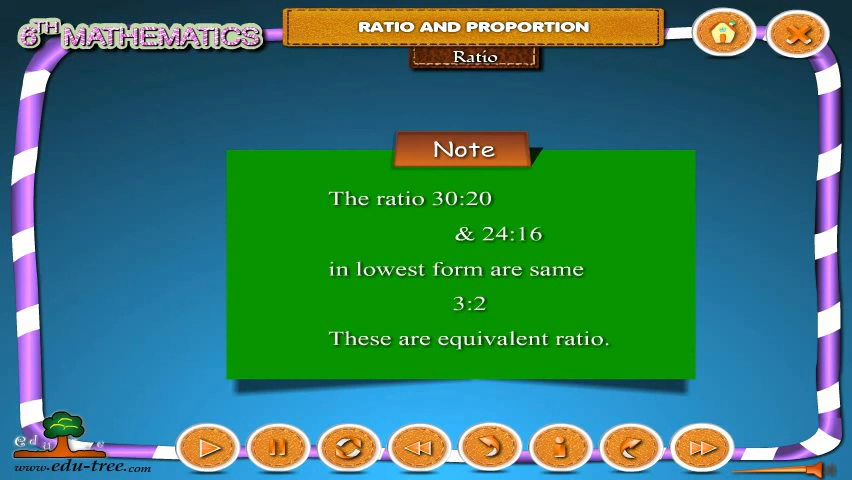 6TH MATHEMATICS
RATIO AND PROPORTION
Ratio
Note
The ratio 30:20
& 24:16
in lowest form are same
3:2
These are equivalent ratio.
www.edu-tree.com